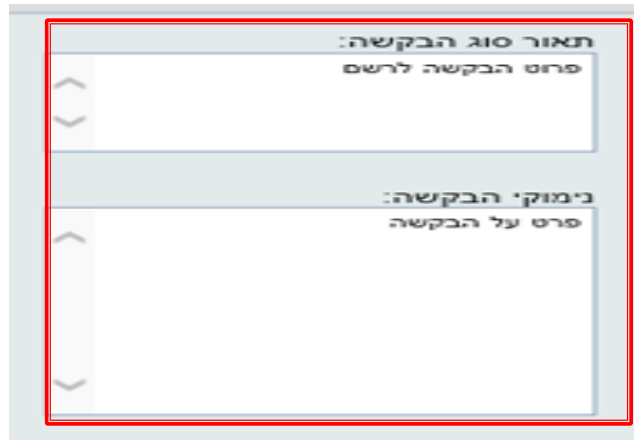 תאור סוג הבקשה:
פרוט הבקשה לרשם
נימוקי הבקשה:
פרט על הבקשה